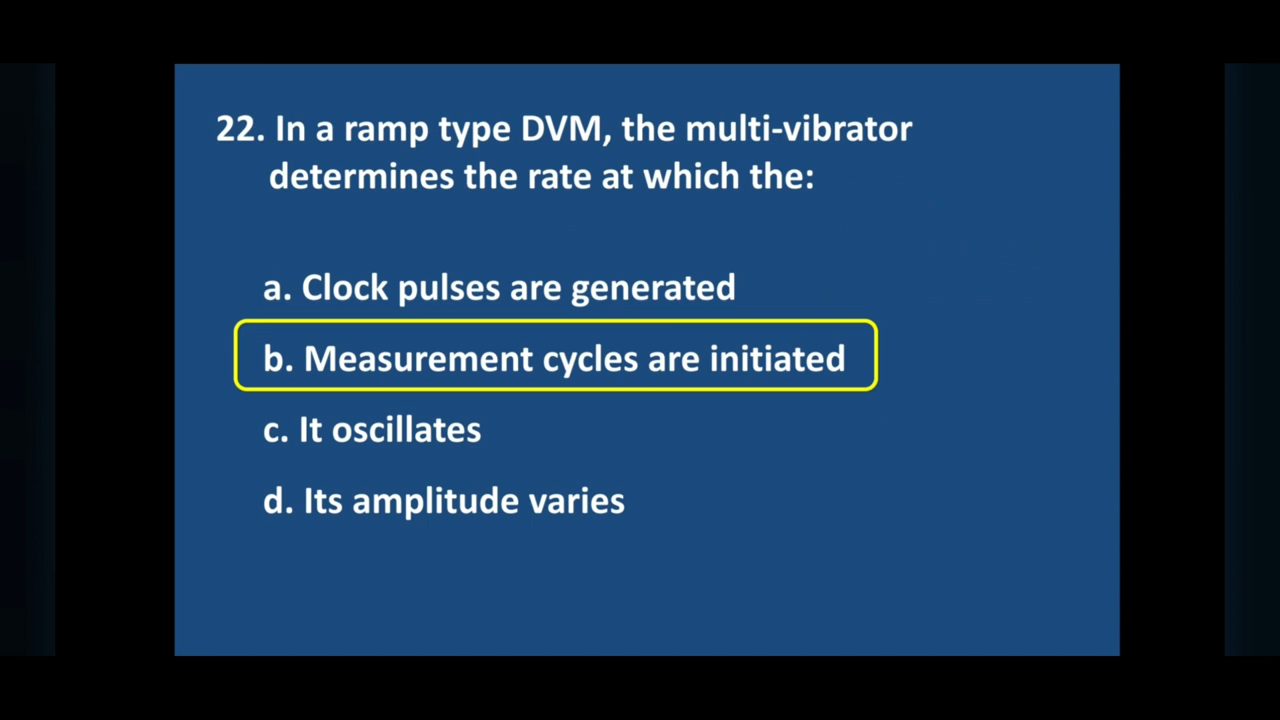 22. In a ramp type DVM, the multi-vibrator
determines the rate at which the:
a. Clock pulses are generated
b. Measurement cycles are initiated
c. It oscillates
d. Its amplitude varies